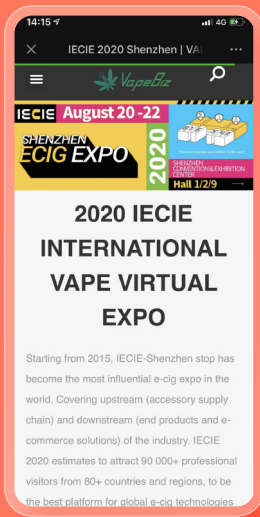 14:15
4G
IECIE 2020 Shenzhen | VA
VapeBiz
IECIE August 20 -22
SHENZHEN
ECIG EXPO
2020
SHENZHEN
CONVENTION & EXHIBITION
CENTER
Hall 1/2/9
2020 IECIE
INTERNATIONAL
VAPE VIRTUAL
EXPO
Starting from 2015, IECIE-Shenzhen stop has
become the most influential e-cig expo in the
world. Covering upstream (accessory supply
chain) and downstream (end products and e-
commerce solutions) of the industry. IECIE
2020 estimates to attract 90 000+ professional
visitors from 80+ countries and regions, to be
the best platform for global e-cig technologies